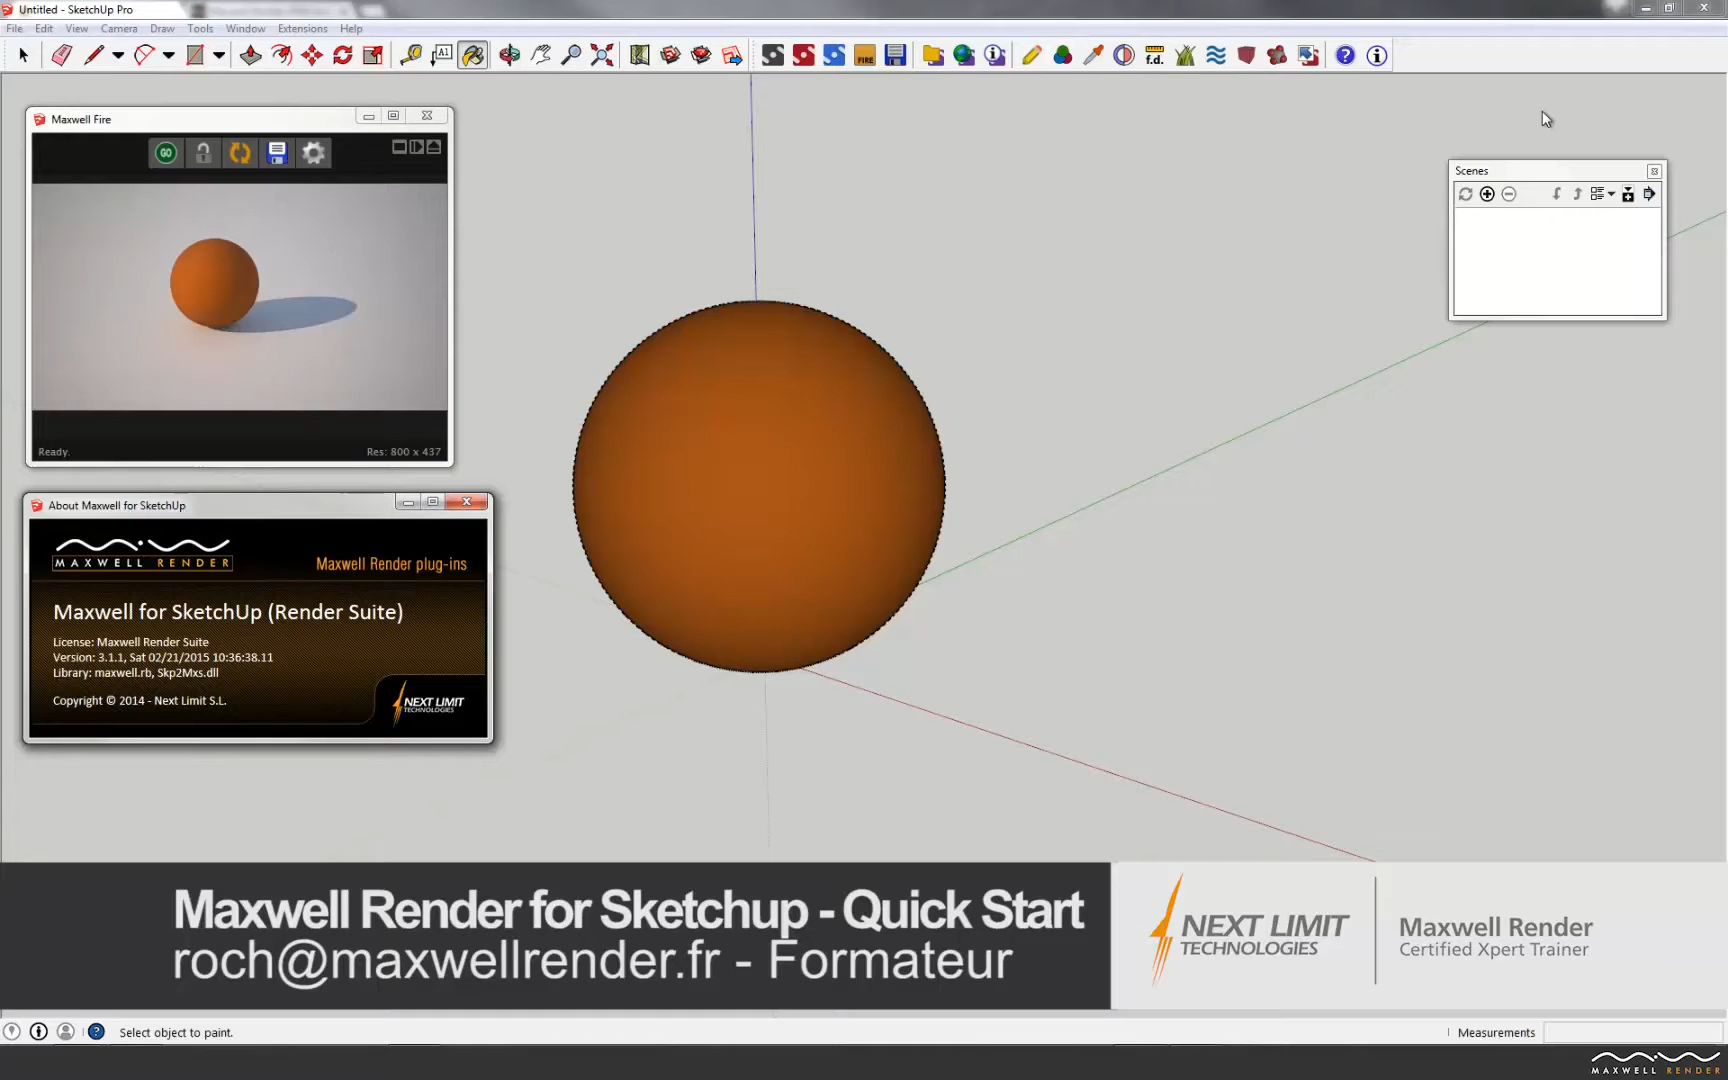 Untitled - SketchUp Pro
File Edit View Camera Draw Tools Window Extensions Help
A1
FIRE
f.d.
Maxwell Fire
GO
Ready.
Res: 800 x 437
Scenes
About Maxwell for SketchUp
MAXWELL RENDER
Maxwell Render plug-ins
Maxwell for SketchUp (Render Suite)
License: Maxwell Render Suite
Version: 3.1.1, Sat 02/21/2015 10:36:38.11
Library: maxwell.rb, Skp2Mxs.dll
Copyright © 2014 - Next Limit S.L.
NEXT LIMIT
TECHNOLOGIES
Maxwell Render for Sketchup - Quick Start
roch@maxwellrender.fr - Formateur
NEXT LIMIT
TECHNOLOGIES
Maxwell Render
Certified Xpert Trainer
Select object to paint.
Measurements
MAXWELL RENDER